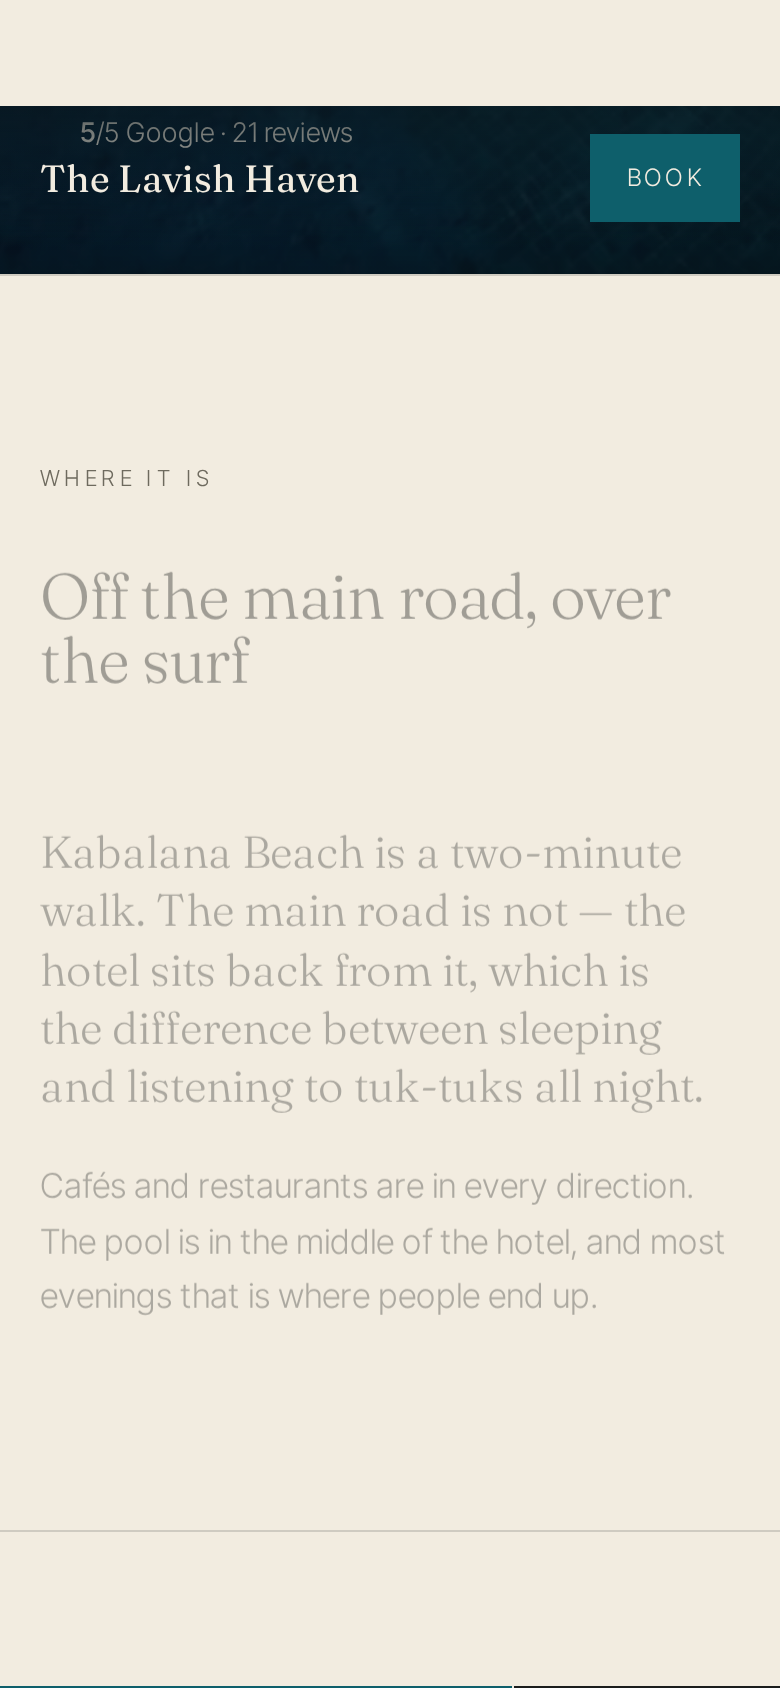 5/5 Google · 21 reviews
The Lavish Haven
BOOK
WHERE IT IS
Off the main road, over
the surf
Kabalana Beach is a two-minute
walk. The main road is not — the
hotel sits back from it, which is
the difference between sleeping
and listening to tuk-tuks all night.
Cafés and restaurants are in every direction.
The pool is in the middle of the hotel, and most
evenings that is where people end up.